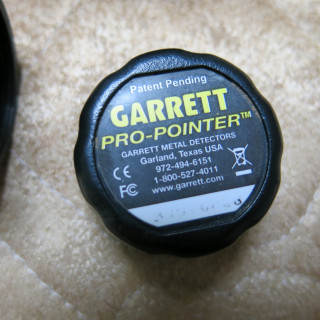 Patent Pending
GARRETT
PRO-POINTER™
GARRETT METAL DETECTORS
Garland, Texas USA
972-494-6151
1-800-527-4011
www.garrett.com
CE
FC